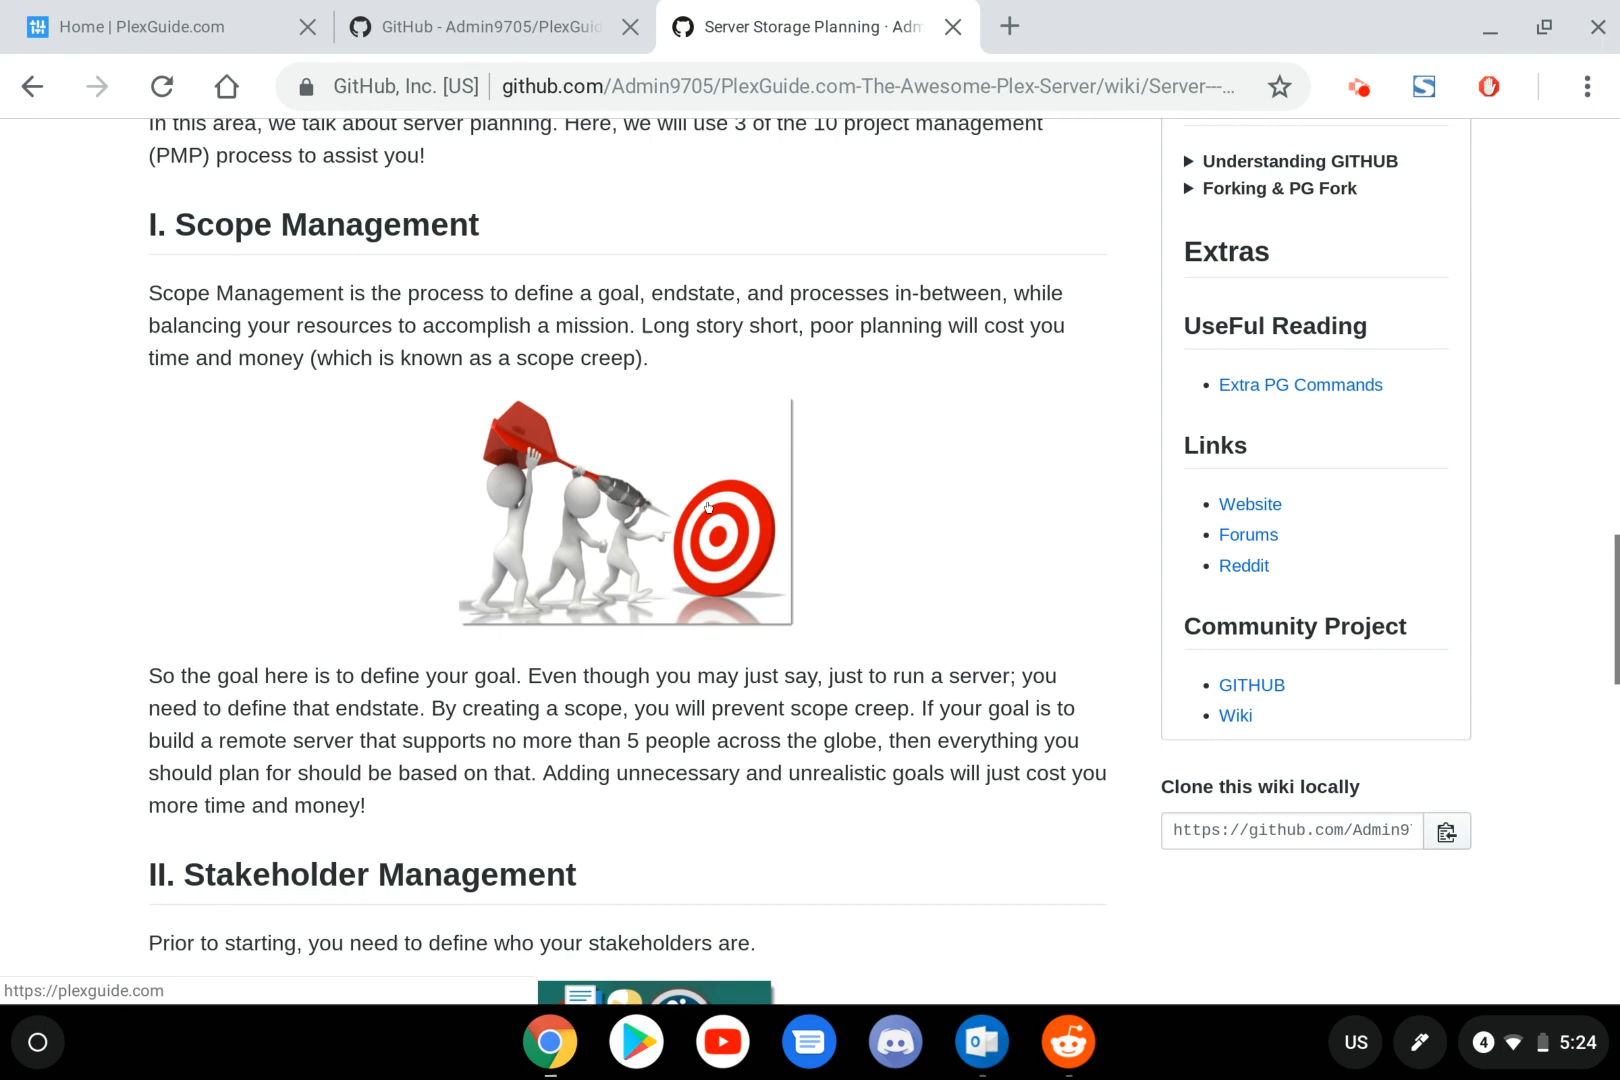 Home | PlexGuide.com
GitHub - Admin9705/PlexGuid
Server Storage Planning · Adm
GitHub, Inc. [US]
github.com/Admin9705/PlexGuide.com-The-Awesome-Plex-Server/wiki/Server-–-...
In this area, we talk about server planning. Here, we will use 3 of the 10 project management
(PMP) process to assist you!
I. Scope Management
Scope Management is the process to define a goal, endstate, and processes in-between, while
balancing your resources to accomplish a mission. Long story short, poor planning will cost you
time and money (which is known as a scope creep).
So the goal here is to define your goal. Even though you may just say, just to run a server; you
need to define that endstate. By creating a scope, you will prevent scope creep. If your goal is to
build a remote server that supports no more than 5 people across the globe, then everything you
should plan for should be based on that. Adding unnecessary and unrealistic goals will just cost you
more time and money!
II. Stakeholder Management
Prior to starting, you need to define who your stakeholders are.
Understanding GITHUB
Forking & PG Fork
Extras
UseFul Reading
Extra PG Commands
Links
Website
Forums
Reddit
Community Project
GITHUB
Wiki
Clone this wiki locally
https://github.com/Admin9
https://plexguide.com
US
4
5:24